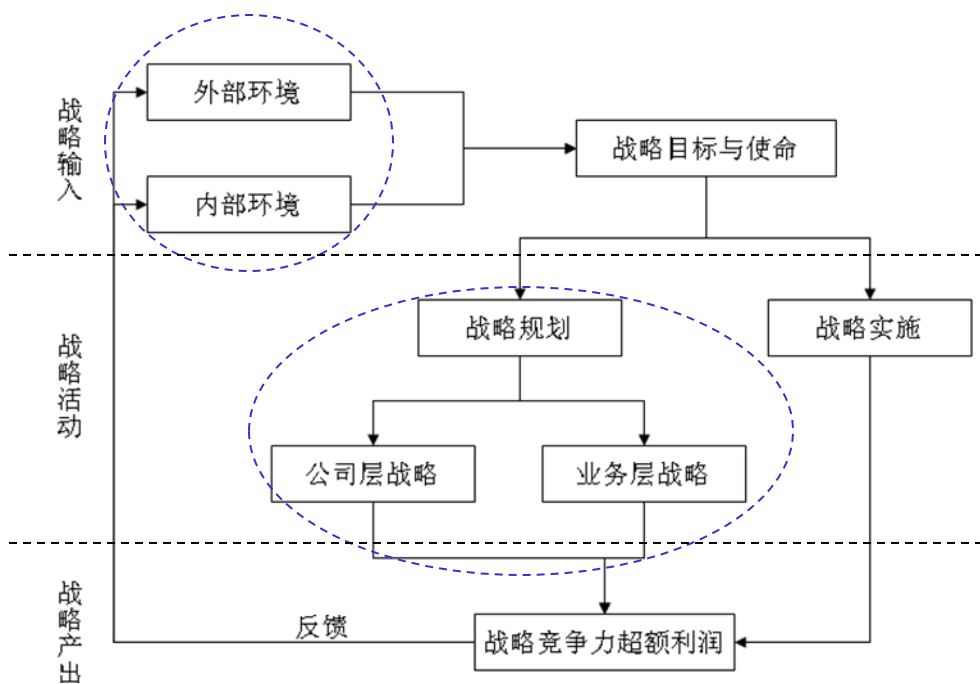 战略输入
外部环境
内部环境
战略目标与使命
战略活动
战略规划
战略实施
公司层战略
业务层战略
战略产出
反馈
战略竞争力超额利润